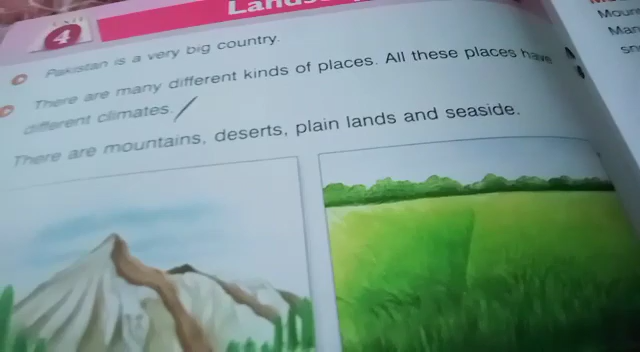 UNIT
4
Pakistan is a very big country.
There are many different kinds of places. All these places have
different climates.
There are mountains, deserts, plain lands and seaside.